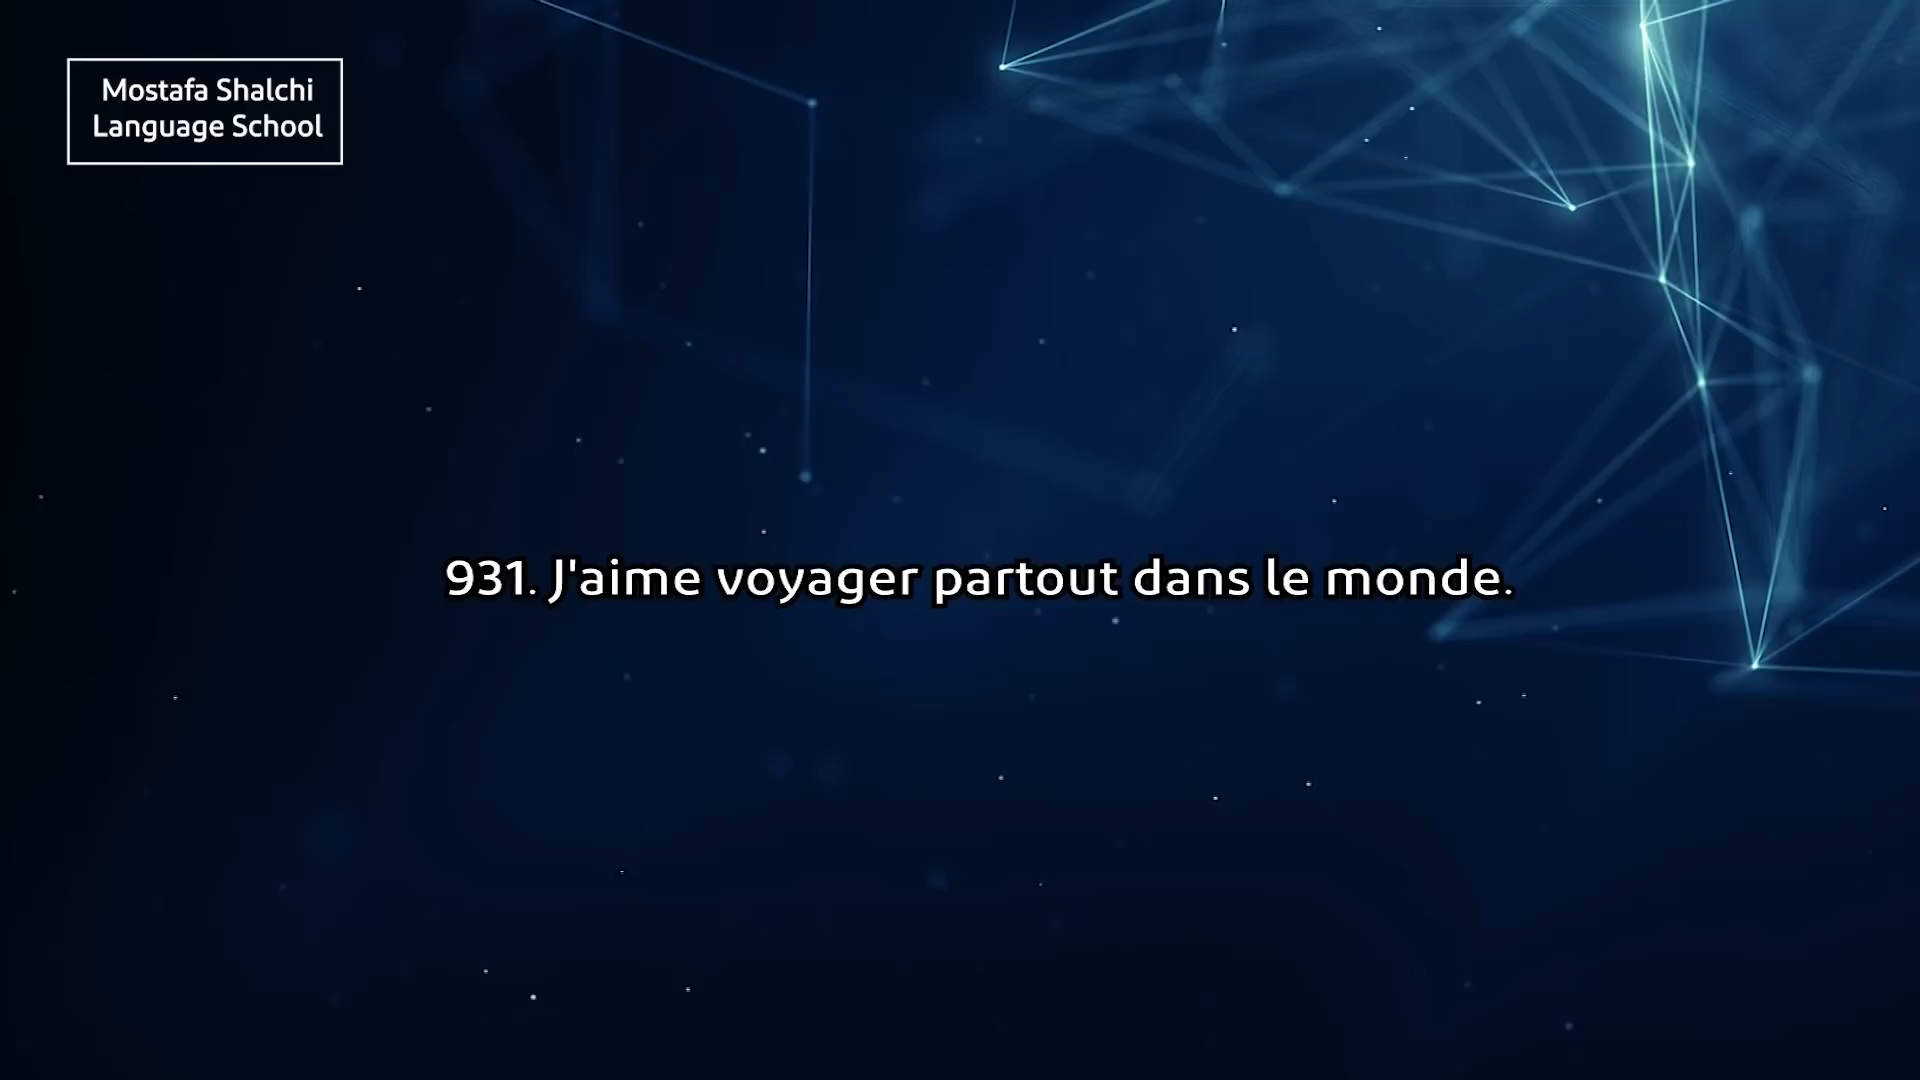 Mostafa Shalchi
Language School
931. J'aime voyager partout dans le monde.